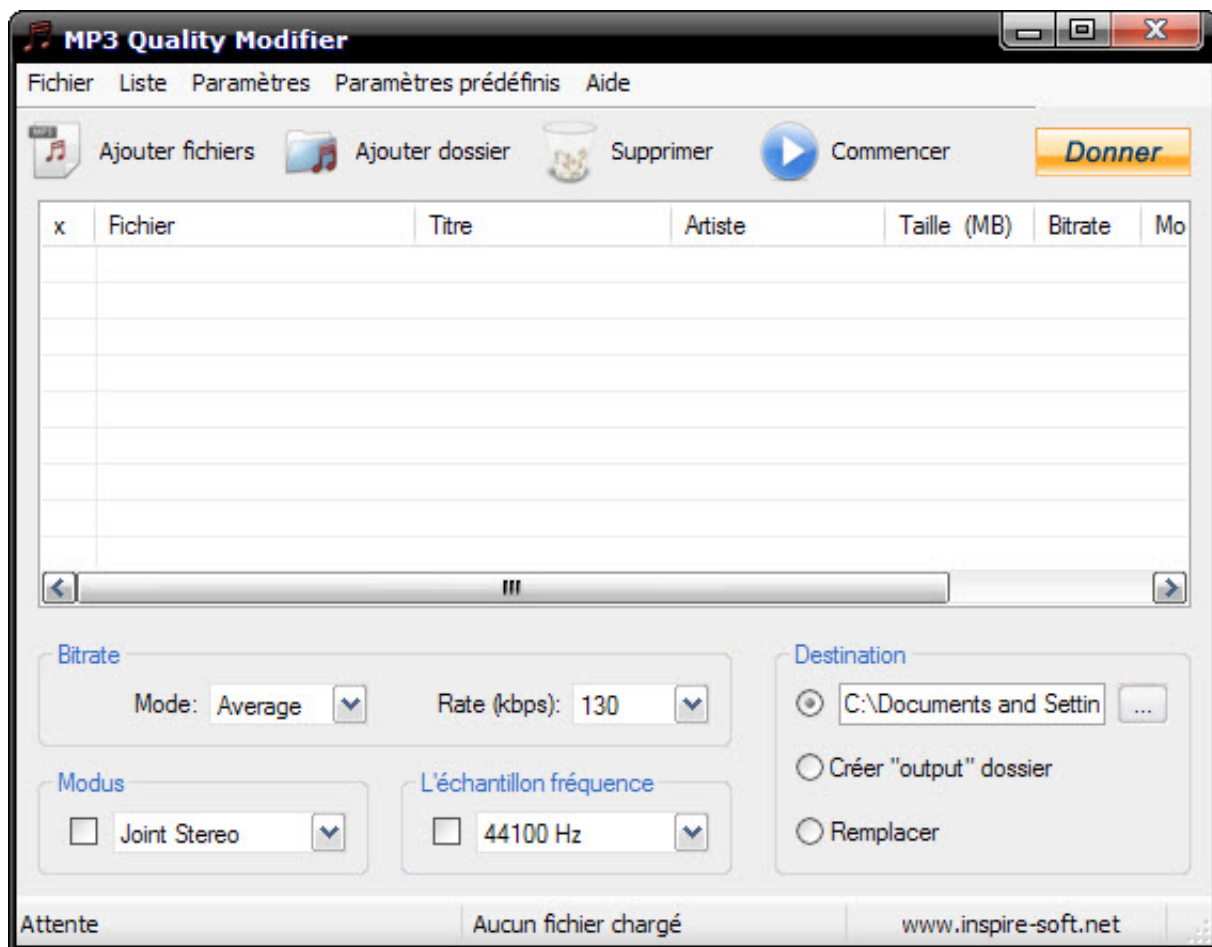 MP3 Quality Modifier
Fichier Liste Paramètres Paramètres prédéfinis Aide
MP3 Ajouter fichiers Ajouter dossier Supprimer Commencer Donner
x Fichier Titre Artiste Taille (MB) Bitrate Mo
Bitrate Destination
Mode: Average Rate (kbps): 130 C:\Documents and Settin ...
Créer "output" dossier
Modus L'échantillon fréquence
Joint Stereo 44100 Hz Remplacer
Attente Aucun fichier chargé www.inspire-soft.net